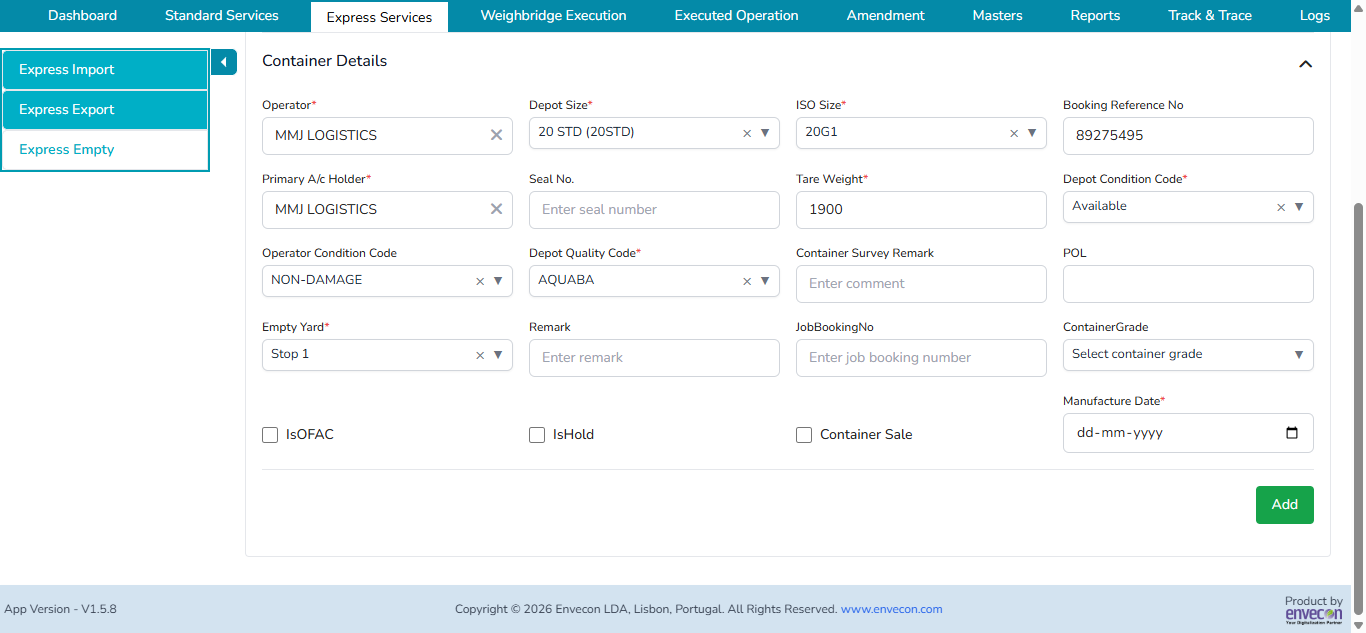 Dashboard Standard Services Express Services Weighbridge Execution Executed Operation Amendment Masters Reports Track & Trace Logs
Express Import
Express Export
Express Empty
Container Details
Operator* Depot Size* ISO Size* Booking Reference No
MMJ LOGISTICS 20 STD (20STD) 20G1 89275495
Primary A/c Holder* Seal No. Tare Weight* Depot Condition Code*
MMJ LOGISTICS Enter seal number 1900 Available
Operator Condition Code Depot Quality Code* Container Survey Remark POL
NON-DAMAGE AQUABA Enter comment
Empty Yard* Remark JobBookingNo ContainerGrade
Stop 1 Enter remark Enter job booking number Select container grade
Manufacture Date*
IsOFAC IsHold Container Sale dd-mm-yyyy
Add
App Version - V1.5.8 Copyright © 2026 Envecon LDA, Lisbon, Portugal. All Rights Reserved. www.envecon.com
Product by
envecon
Your Digitalization Partner